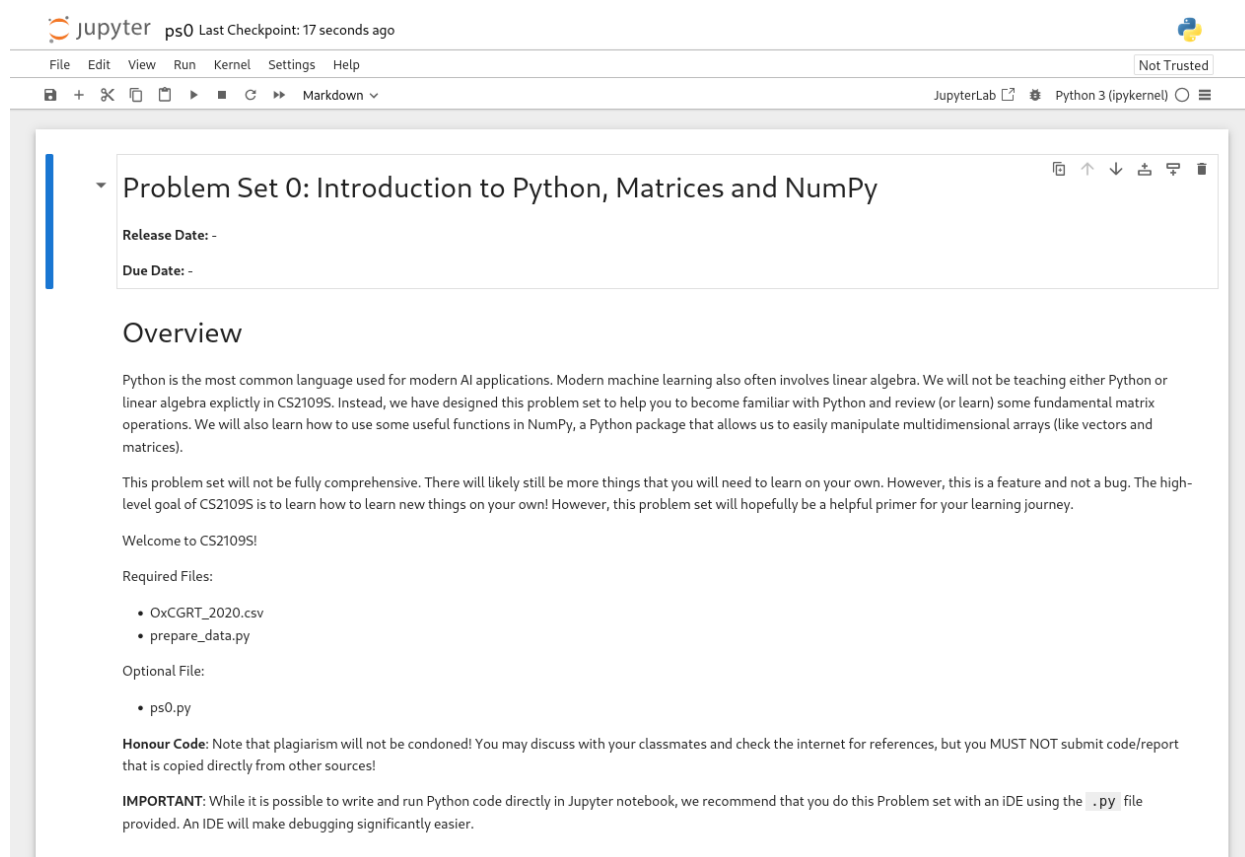 jupyter ps0 Last Checkpoint: 17 seconds ago
File Edit View Run Kernel Settings Help
Not Trusted
Markdown
JupyterLab
Python 3 (ipykernel)
Problem Set 0: Introduction to Python, Matrices and NumPy
Release Date: -
Due Date: -
Overview
Python is the most common language used for modern AI applications. Modern machine learning also often involves linear algebra. We will not be teaching either Python or
linear algebra explictly in CS2109S. Instead, we have designed this problem set to help you to become familiar with Python and review (or learn) some fundamental matrix
operations. We will also learn how to use some useful functions in NumPy, a Python package that allows us to easily manipulate multidimensional arrays (like vectors and
matrices).
This problem set will not be fully comprehensive. There will likely still be more things that you will need to learn on your own. However, this is a feature and not a bug. The high-
level goal of CS2109S is to learn how to learn new things on your own! However, this problem set will hopefully be a helpful primer for your learning journey.
Welcome to CS2109S!
Required Files:
• OxCGRT_2020.csv
• prepare_data.py
Optional File:
• ps0.py
Honour Code: Note that plagiarism will not be condoned! You may discuss with your classmates and check the internet for references, but you MUST NOT submit code/report
that is copied directly from other sources!
IMPORTANT: While it is possible to write and run Python code directly in Jupyter notebook, we recommend that you do this Problem set with an iDE using the .py file
provided. An IDE will make debugging significantly easier.